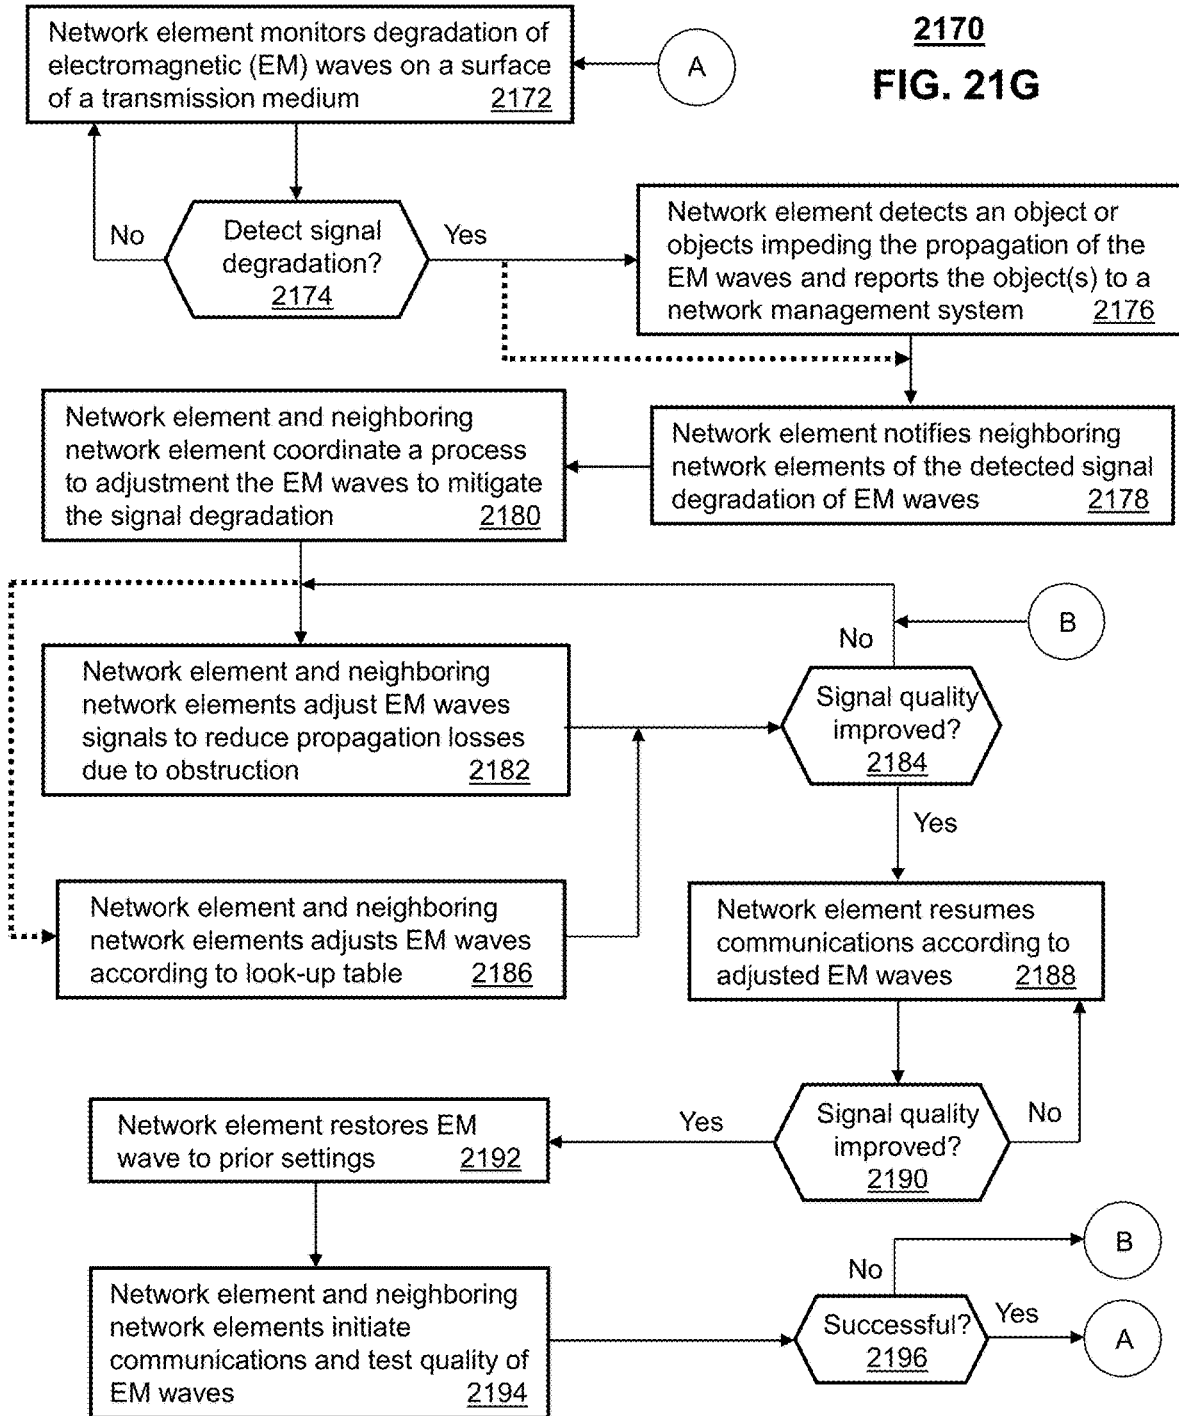 2170
FIG. 21G
Network element monitors degradation of
electromagnetic (EM) waves on a surface
of a transmission medium 2172
A
No
Detect signal
degradation?
2174
Yes
Network element detects an object or
objects impeding the propagation of the
EM waves and reports the object(s) to a
network management system 2176
Network element and neighboring
network element coordinate a process
to adjustment the EM waves to mitigate
the signal degradation 2180
Network element notifies neighboring
network elements of the detected signal
degradation of EM waves 2178
No
B
Network element and neighboring
network elements adjust EM waves
signals to reduce propagation losses
due to obstruction 2182
Signal quality
improved?
2184
Yes
Network element and neighboring
network elements adjusts EM waves
according to look-up table 2186
Network element resumes
communications according to
adjusted EM waves 2188
Network element restores EM
wave to prior settings 2192
Yes
Signal quality
improved?
2190
No
Network element and neighboring
network elements initiate
communications and test quality of
EM waves 2194
No
B
Successful?
2196
Yes
A